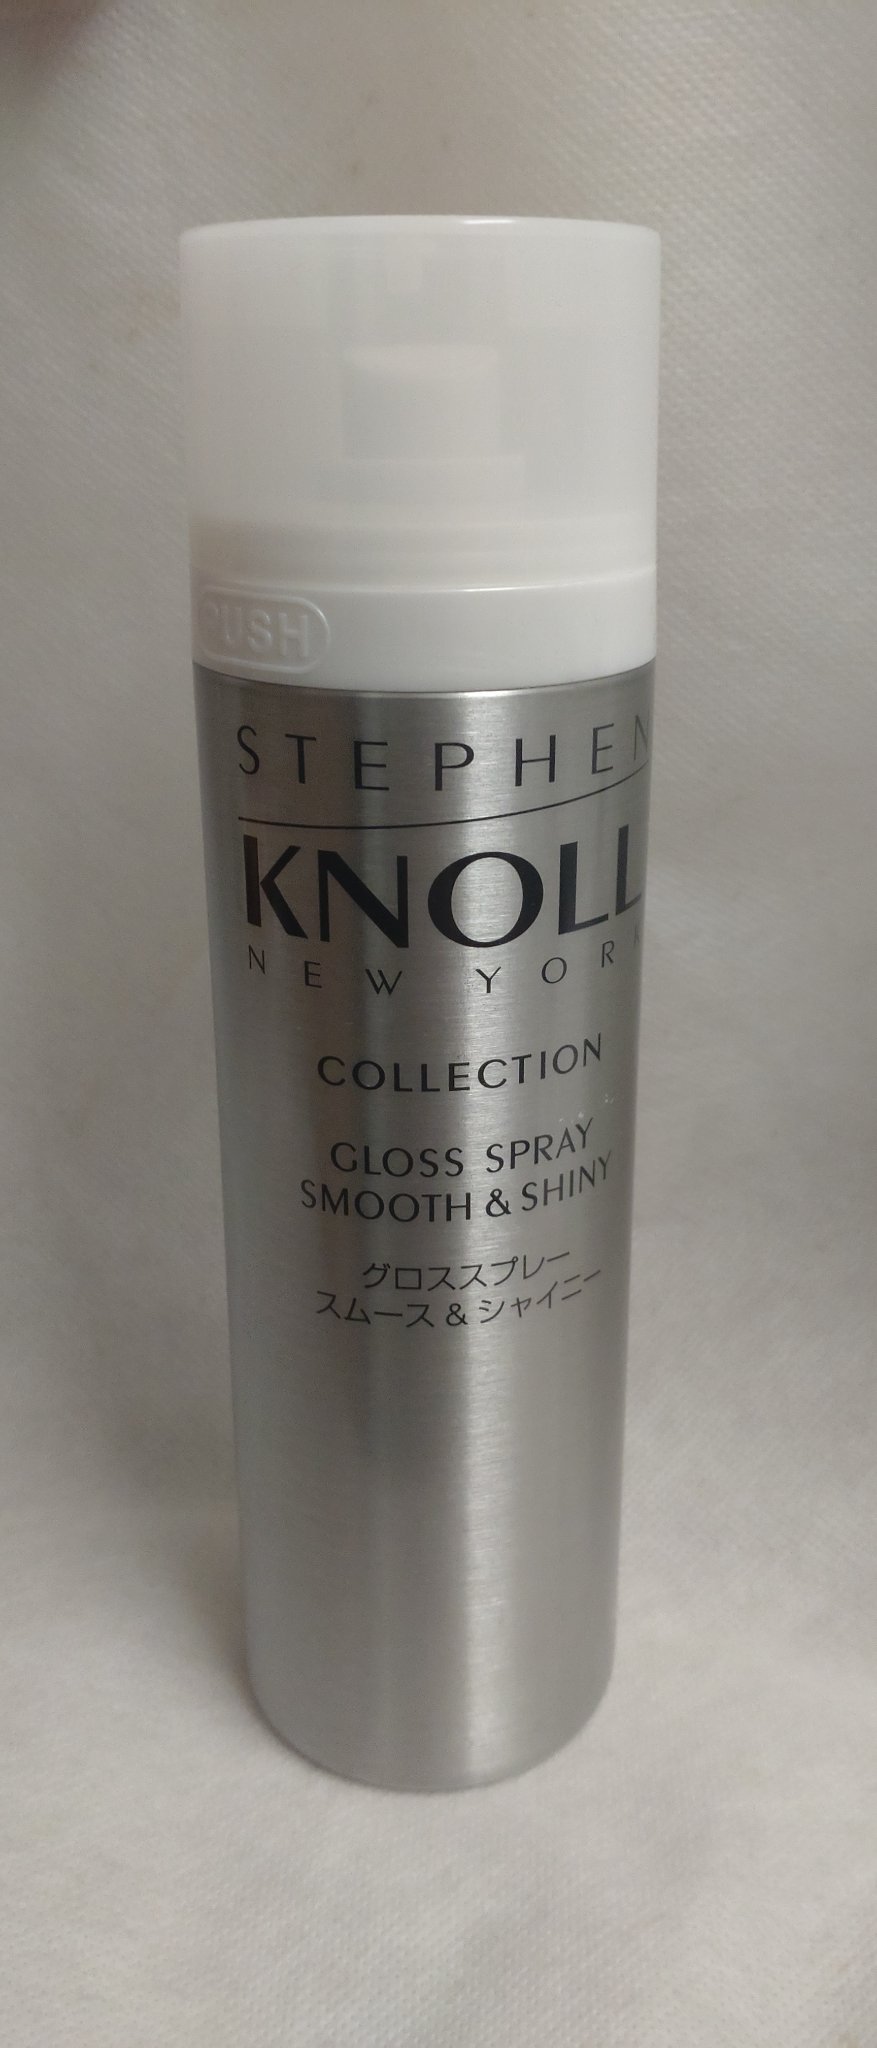 PUSH
STEPHEN
KNOLL
NEW YORK
COLLECTION
GLOSS SPRAY
SMOOTH & SHINY
グロススプレー
スムース & シャイニー